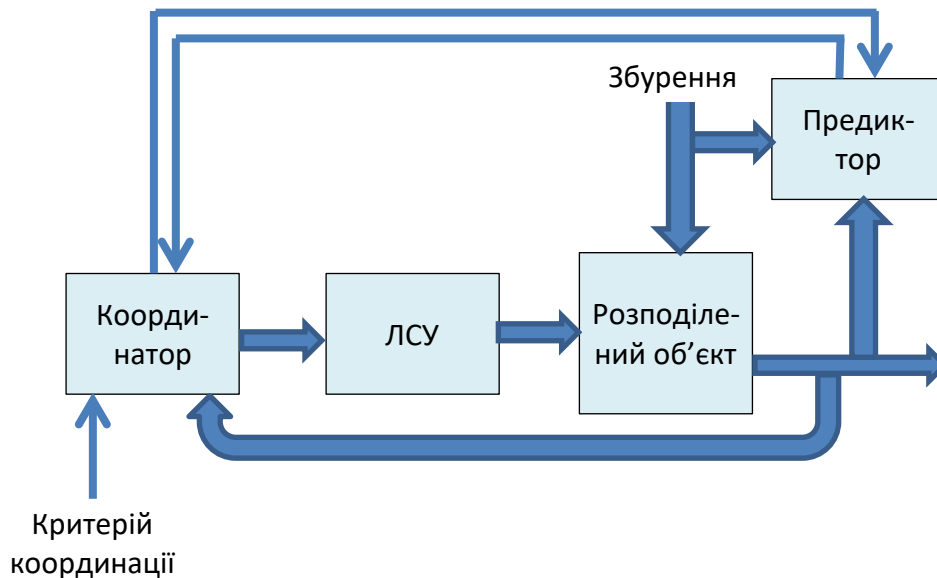 Збурення
Предик-
тор
Коорди-
натор
ЛСУ
Розподіле-
ний об’єкт
Критерій
координації